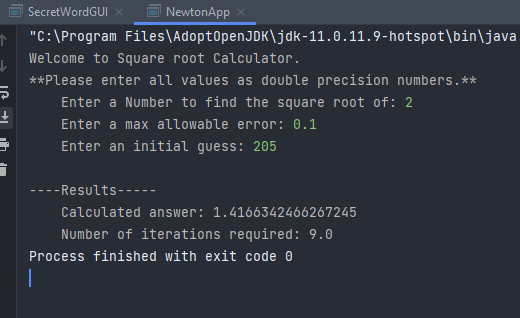 SecretWordGUI NewtonApp
"C:\Program Files\AdoptOpenJDK\jdk-11.0.11.9-hotspot\bin\java
Welcome to Square root Calculator.
**Please enter all values as double precision numbers.**
Enter a Number to find the square root of: 2
Enter a max allowable error: 0.1
Enter an initial guess: 205
----Results-----
Calculated answer: 1.4166342466267245
Number of iterations required: 9.0
Process finished with exit code 0